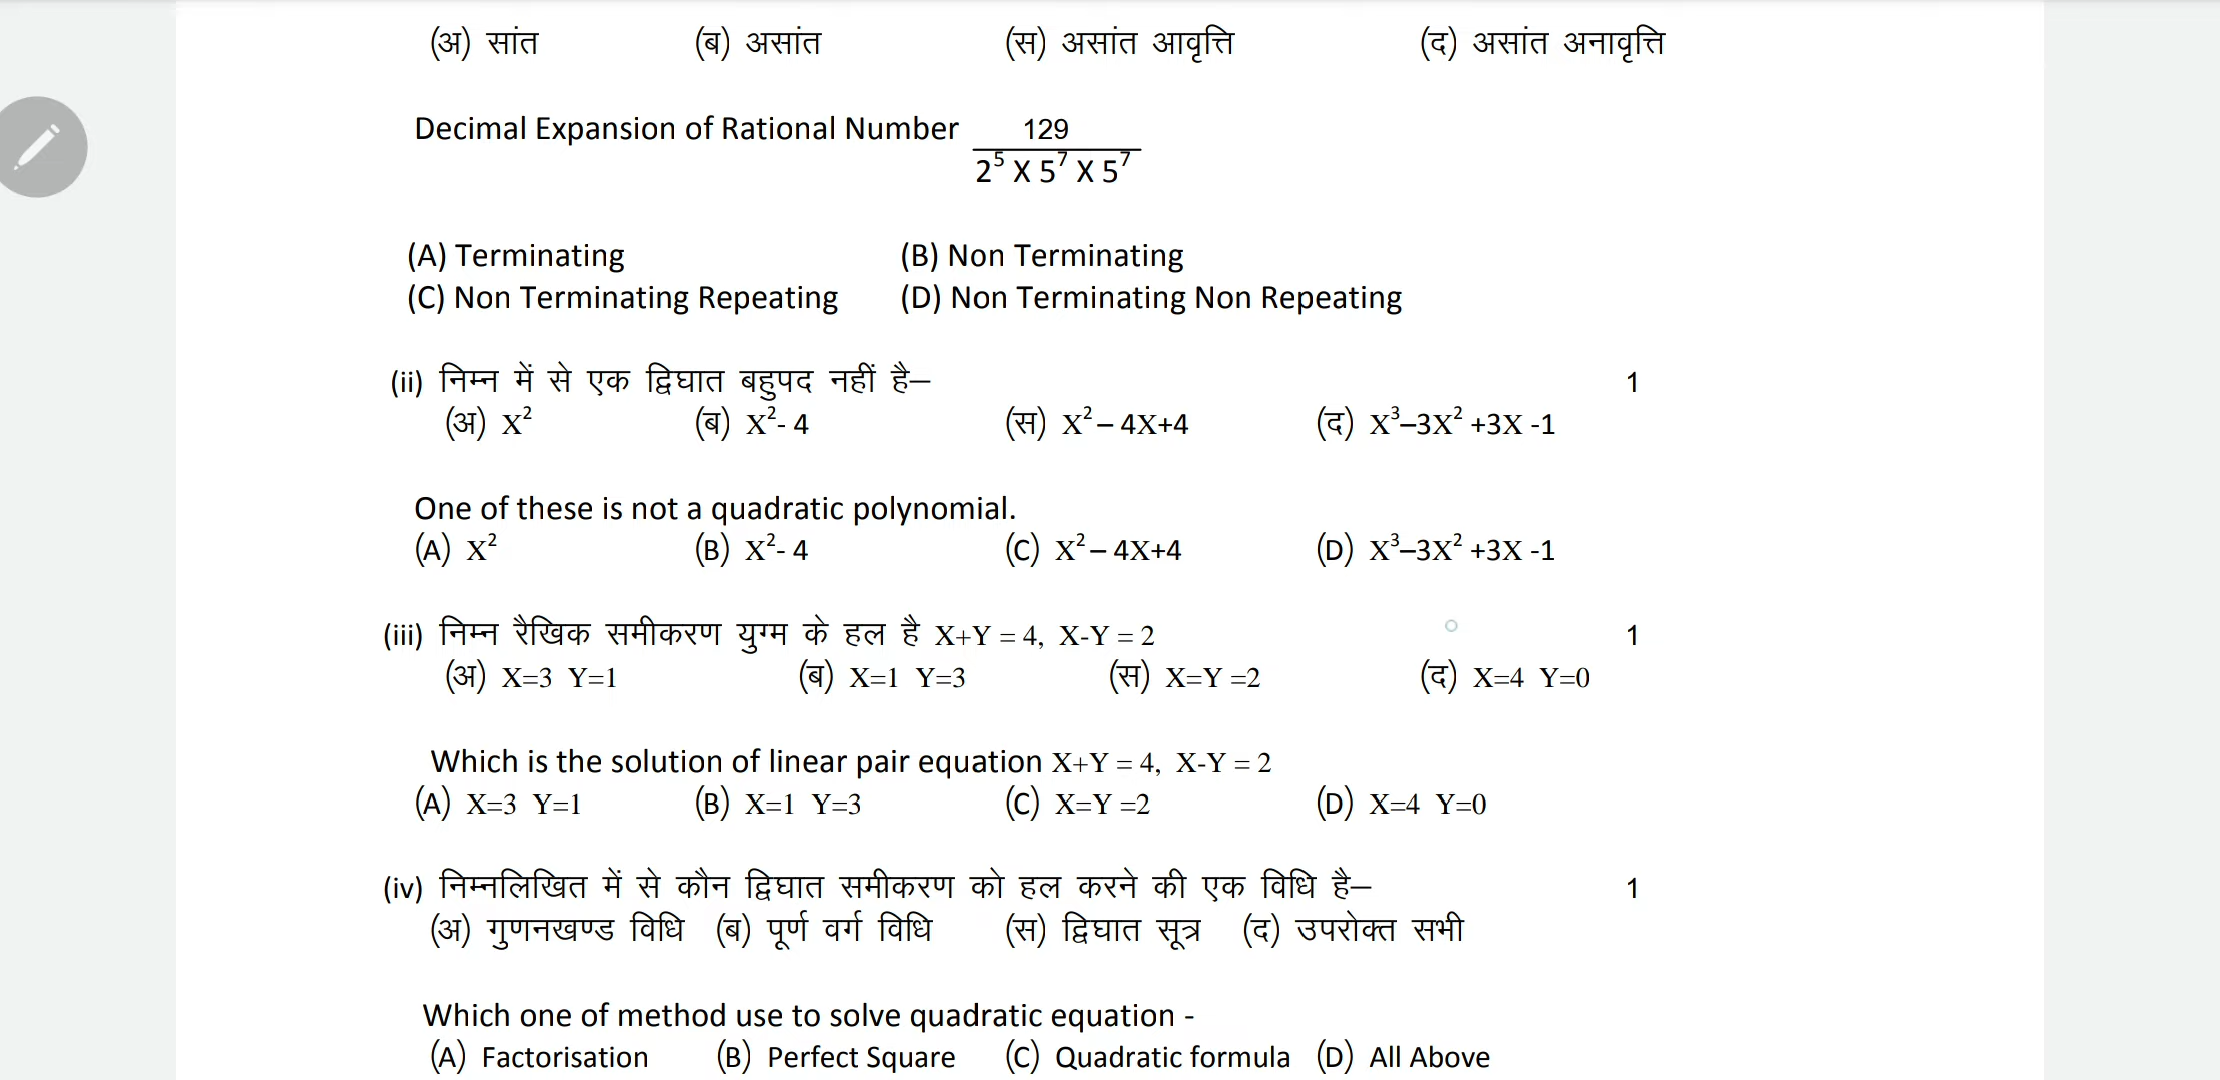 (अ) सांत (ब) असांत (स) असांत आवृत्ति (द) असांत अनावृत्ति
Decimal Expansion of Rational Number 129
2⁵ X 5⁷ X 5⁷
(A) Terminating (B) Non Terminating
(C) Non Terminating Repeating (D) Non Terminating Non Repeating
(ii) निम्न में से एक द्विघात बहुपद नहीं है– 1
(अ) X² (ब) X²- 4 (स) X² – 4X+4 (द) X³–3X² +3X -1
One of these is not a quadratic polynomial.
(A) X² (B) X²- 4 (C) X² – 4X+4 (D) X³–3X² +3X -1
(iii) निम्न रैखिक समीकरण युग्म के हल है X+Y = 4, X-Y = 2 1
(अ) X=3 Y=1 (ब) X=1 Y=3 (स) X=Y =2 (द) X=4 Y=0
Which is the solution of linear pair equation X+Y = 4, X-Y = 2
(A) X=3 Y=1 (B) X=1 Y=3 (C) X=Y =2 (D) X=4 Y=0
(iv) निम्नलिखित में से कौन द्विघात समीकरण को हल करने की एक विधि है– 1
(अ) गुणनखण्ड विधि (ब) पूर्ण वर्ग विधि (स) द्विघात सूत्र (द) उपरोक्त सभी
Which one of method use to solve quadratic equation -
(A) Factorisation (B) Perfect Square (C) Quadratic formula (D) All Above